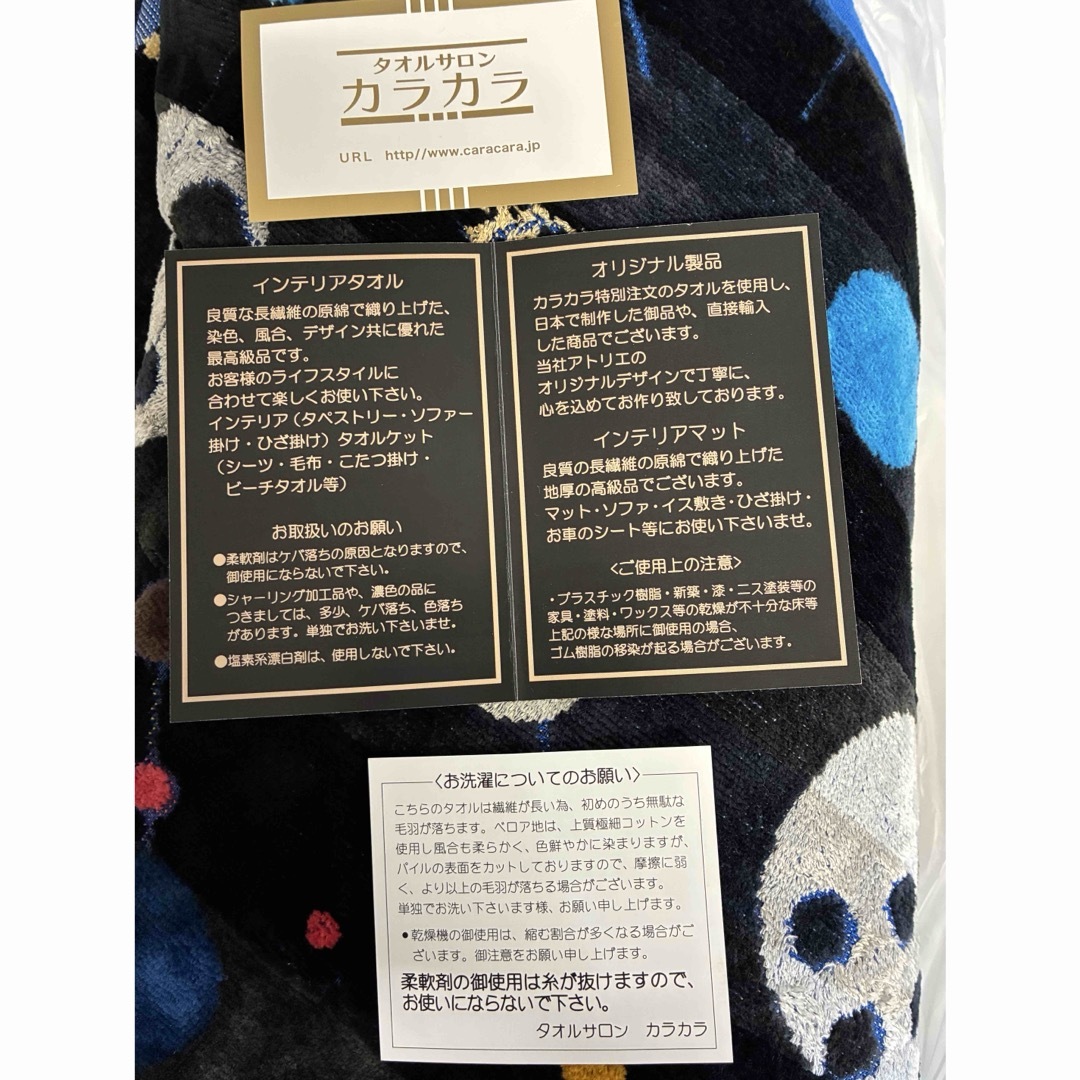 タオルサロン
カラカラ
URL http//www.caracara.jp
インテリアタオル
良質な長繊維の原綿で織り上げた、
染色、風合、デザイン共に優れた
最高級品です。
お客様のライフスタイルに
合わせて楽しくお使い下さい。
インテリア（タペストリー・ソファー
掛け・ひざ掛け）タオルケット
（シーツ・毛布・こたつ掛け・
ビーチタオル等）
お取扱いのお願い
●柔軟剤はケバ落ちの原因となりますので、
御使用にならないで下さい。
●シャーリング加工品や、濃色の品に
つきましては、多少、ケバ落ち、色落ち
があります。単独でお洗い下さいませ。
●塩素系漂白剤は、使用しないで下さい。
オリジナル製品
カラカラ特別注文のタオルを使用し、
日本で制作した御品や、直接輸入
した商品でございます。
当社アトリエの
オリジナルデザインで丁寧に、
心を込めてお作り致しております。
インテリアマット
良質の長繊維の原綿で織り上げた
地厚の高級品でございます。
マット・ソファ・イス敷き・ひざ掛け・
お車のシート等にお使い下さいませ。
〈ご使用上の注意〉
・プラスチック樹脂・新築・漆・ニス塗装等の
家具・塗料・ワックス等の乾燥が不十分な床等
上記の様な場所に御使用の場合、
ゴム樹脂の移染が起る場合がございます。
〈お洗濯についてのお願い〉
こちらのタオルは繊維が長い為、初めのうち無駄な
毛羽が落ちます。ベロア地は、上質極細コットンを
使用し風合も柔らかく、色鮮やかに染まりますが、
パイルの表面をカットしておりますので、摩擦に弱
く、より以上の毛羽が落ちる場合がございます。
単独でお洗い下さいます様、お願い申し上げます。
●乾燥機の御使用は、縮む割合が多くなる場合がご
ざいます。御注意をお願い申し上げます。
柔軟剤の御使用は糸が抜けますので、
お使いにならないで下さい。
タオルサロン カラカラ